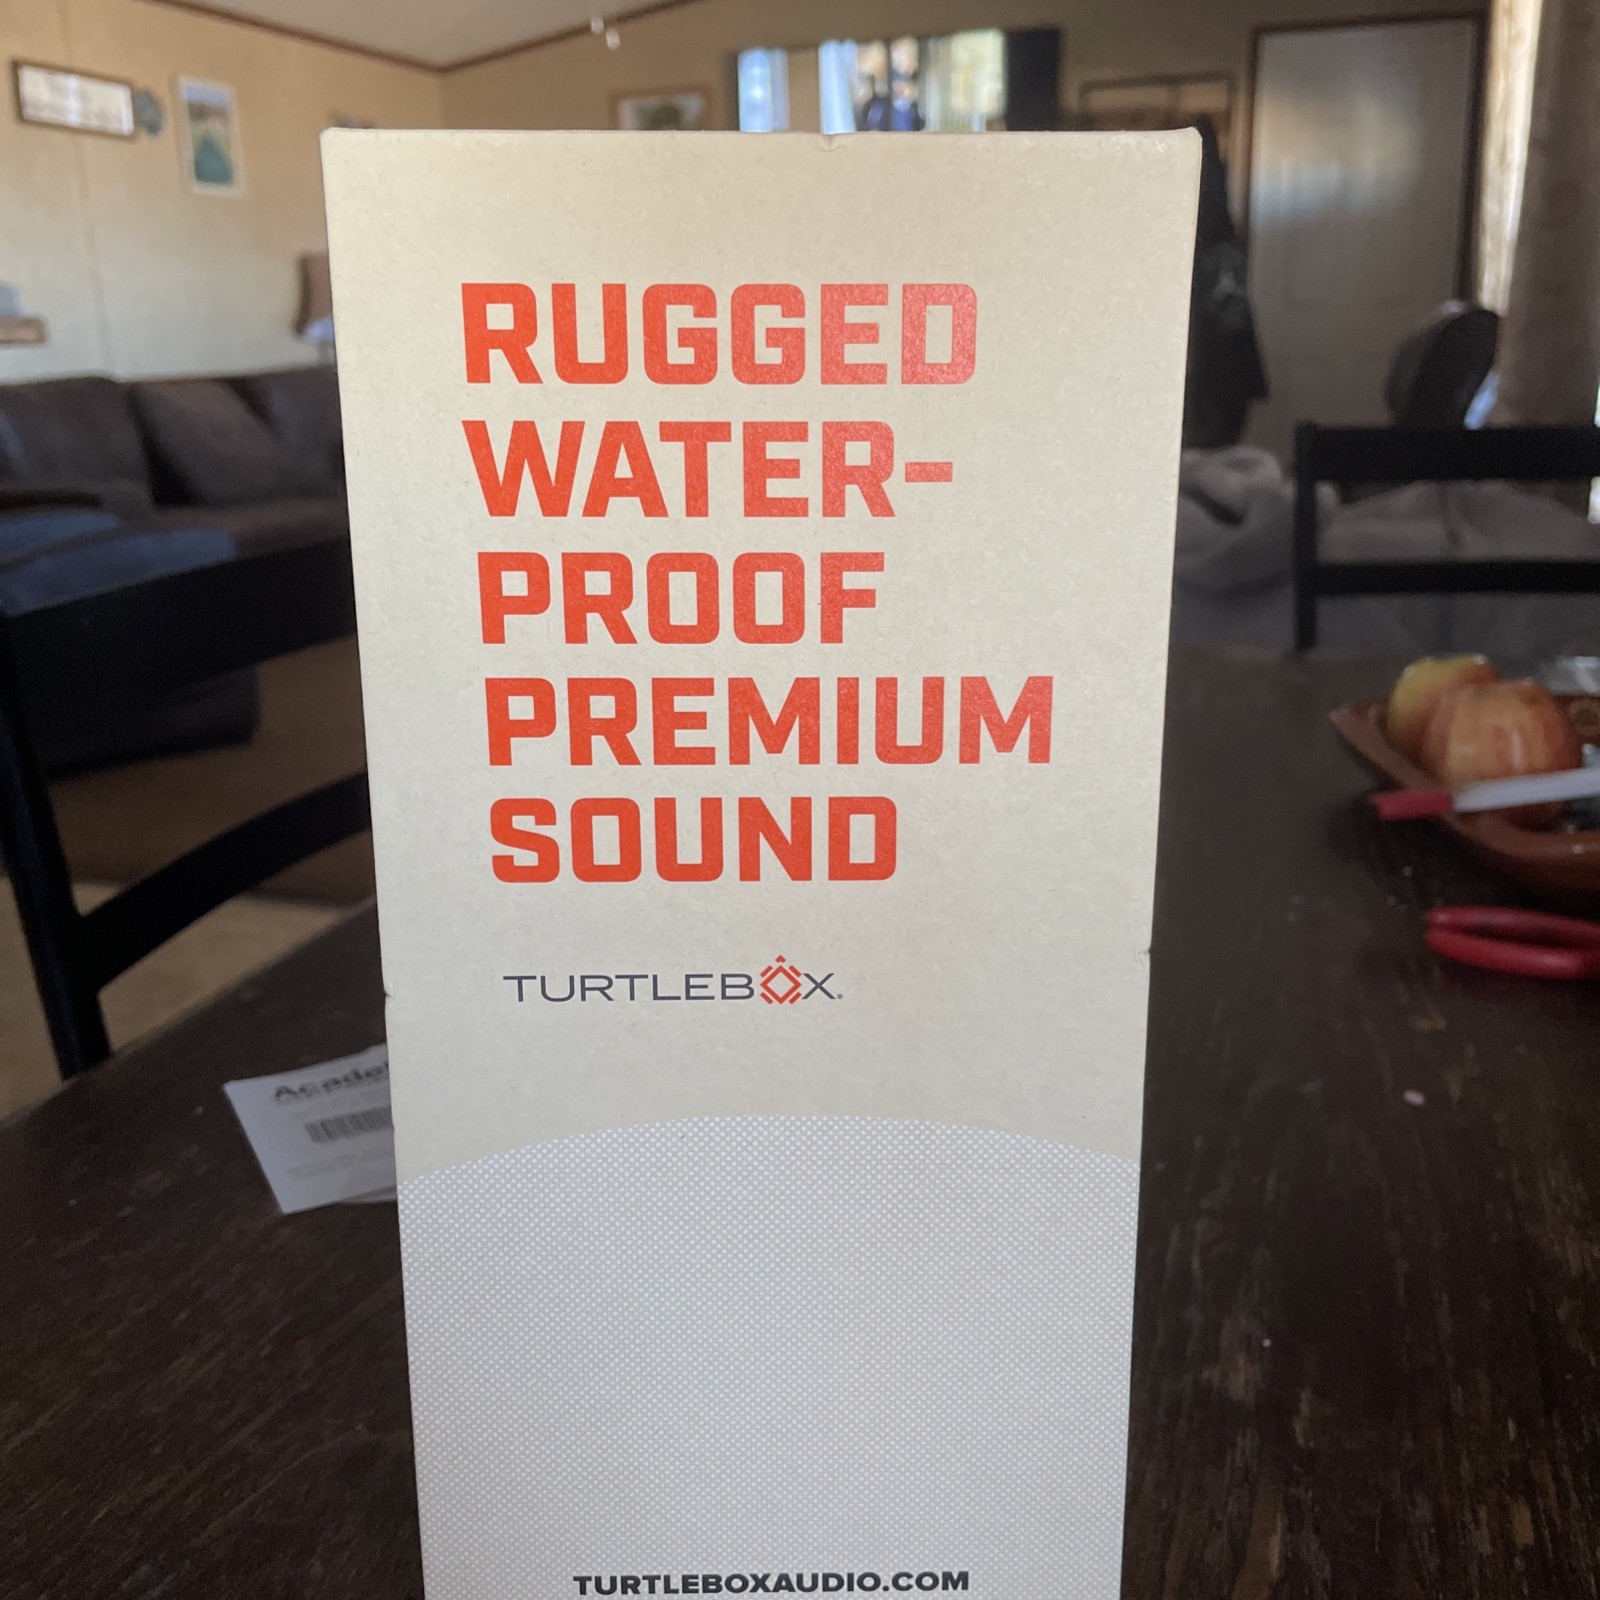 RUGGED
WATER-
PROOF
PREMIUM
SOUND
TURTLEBOX.
TURTLEBOXAUDIO.COM